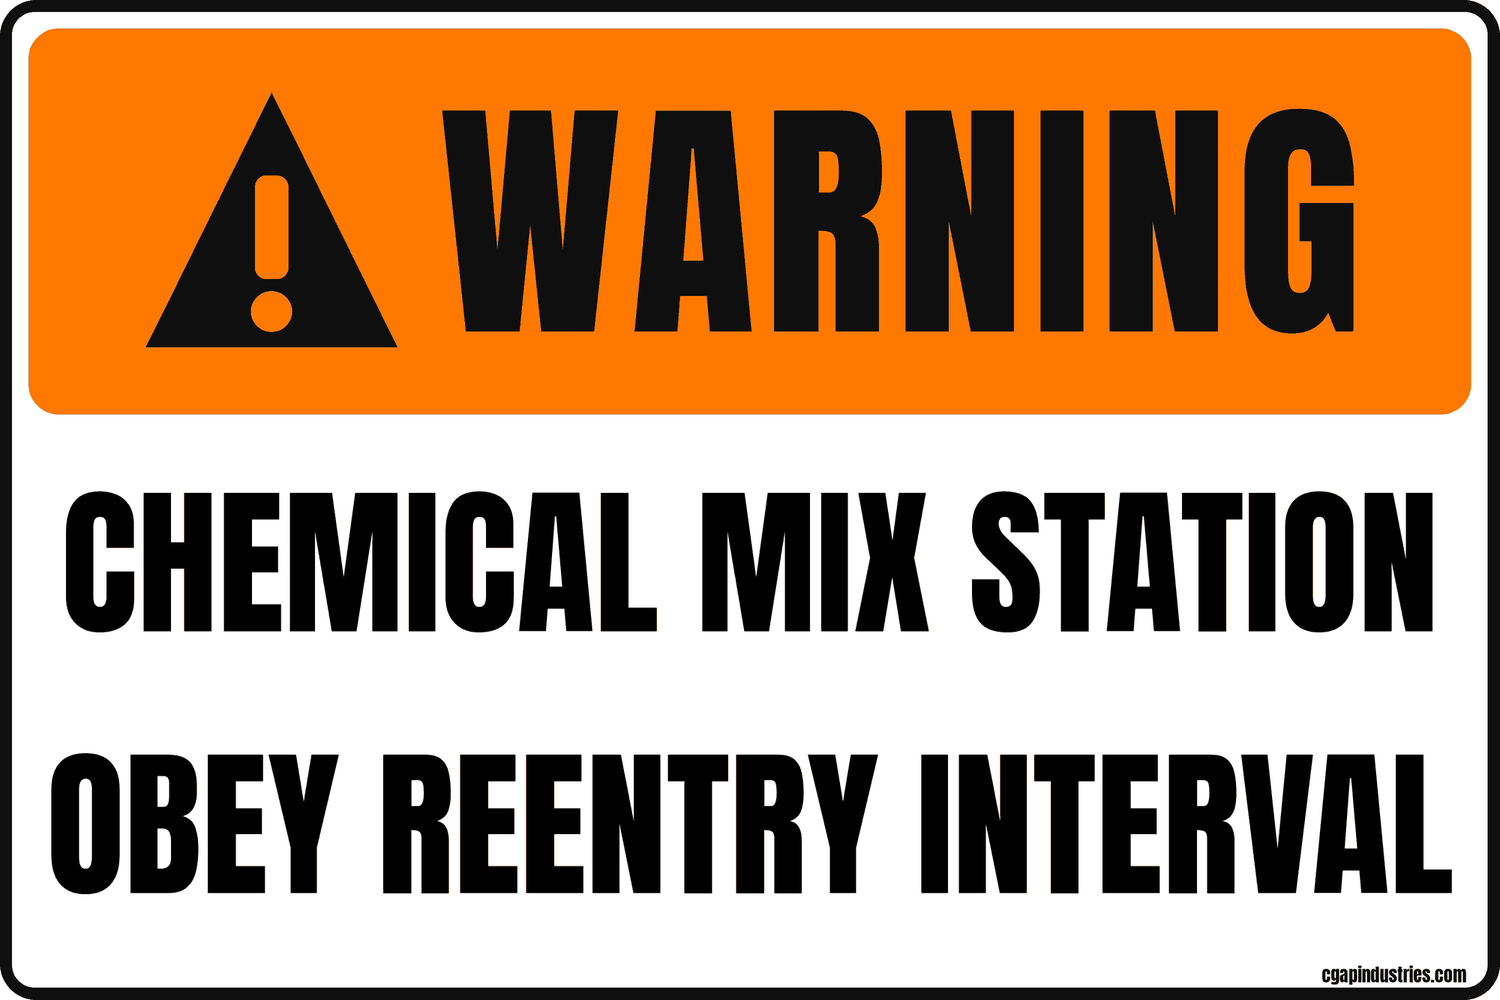 WARNING
CHEMICAL MIX STATION
OBEY REENTRY INTERVAL
cgapindustries.com